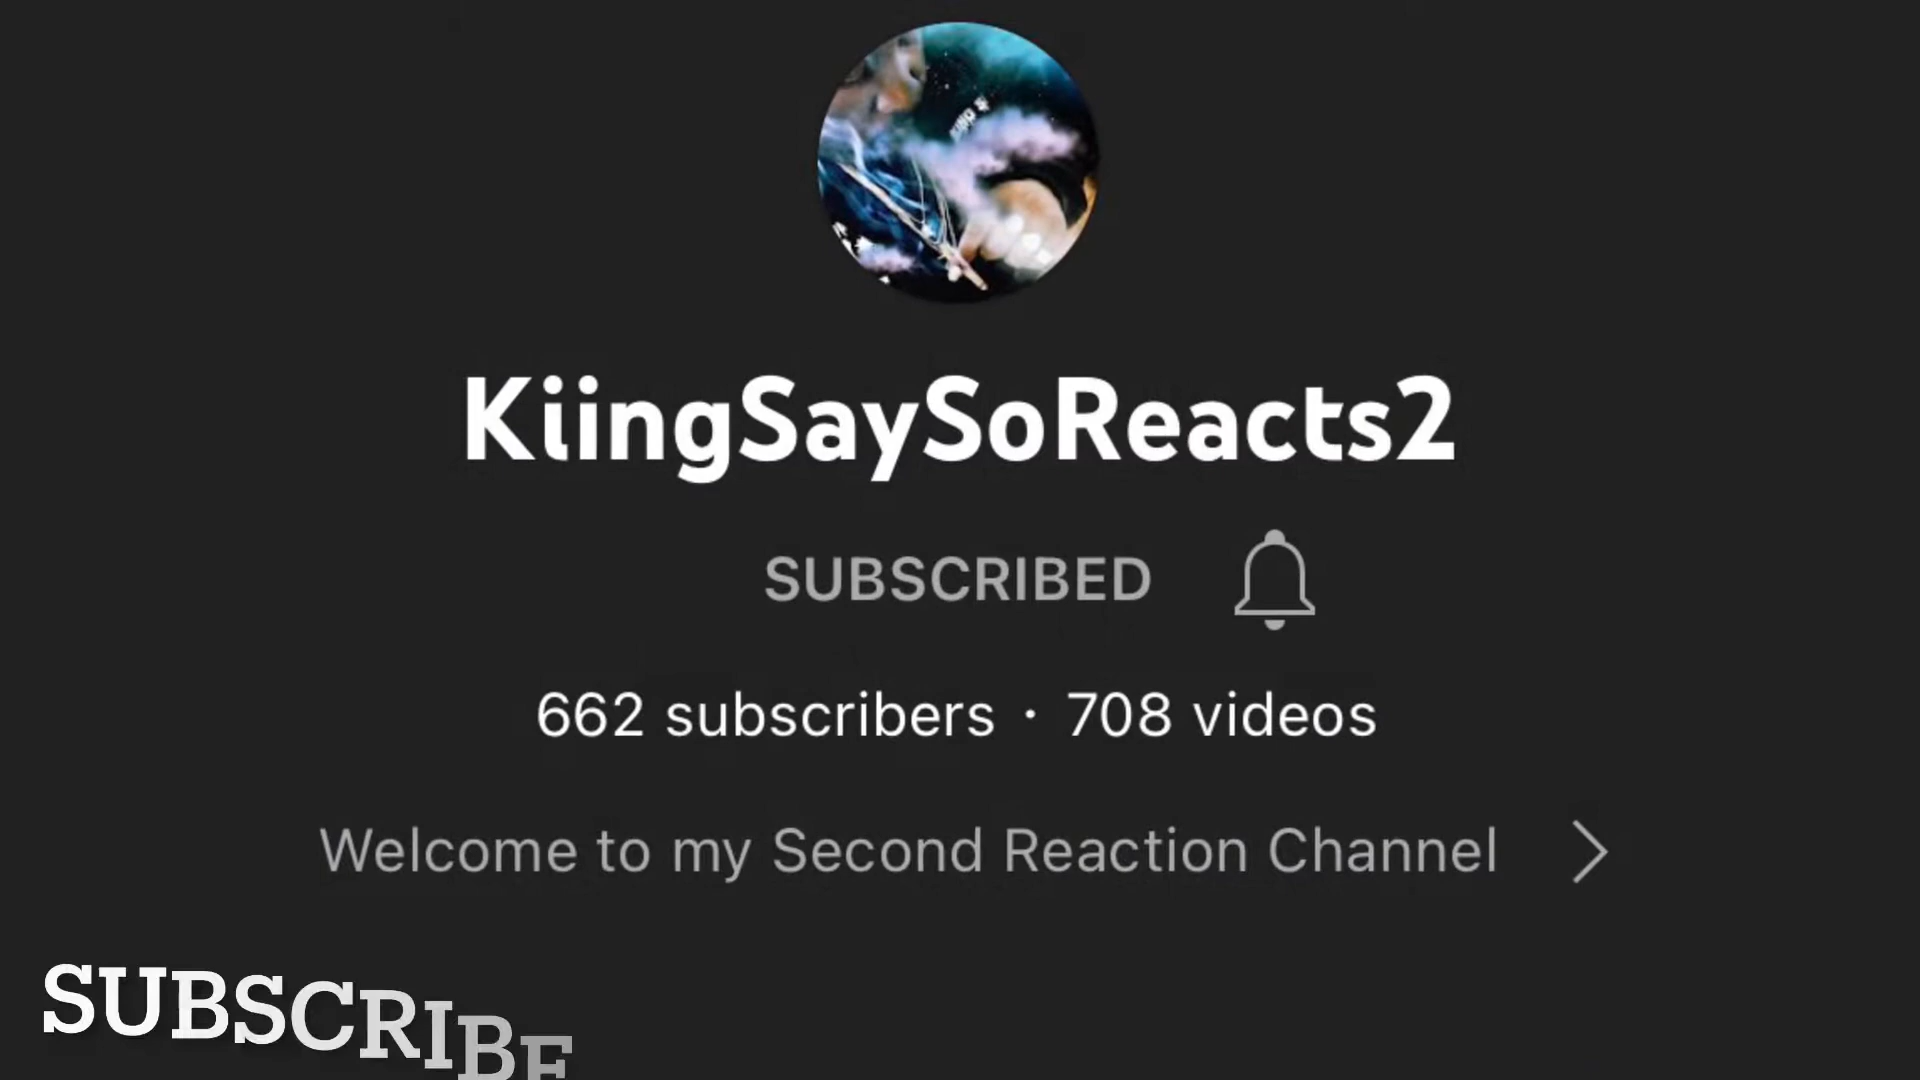 KiingSaySoReacts2
SUBSCRIBED
662 subscribers · 708 videos
Welcome to my Second Reaction Channel
SUBSCRIBE